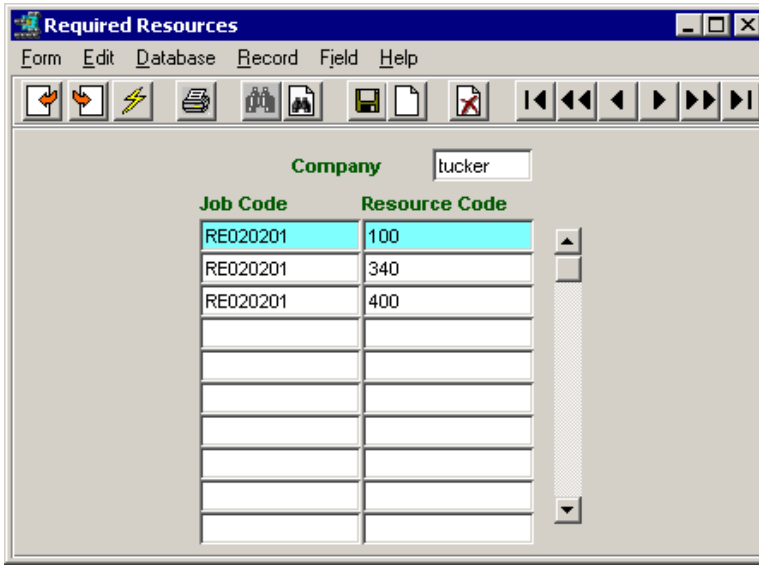 Required Resources
Form Edit Database Record Field Help
Company tucker
Job Code Resource Code
RE020201 100
RE020201 340
RE020201 400